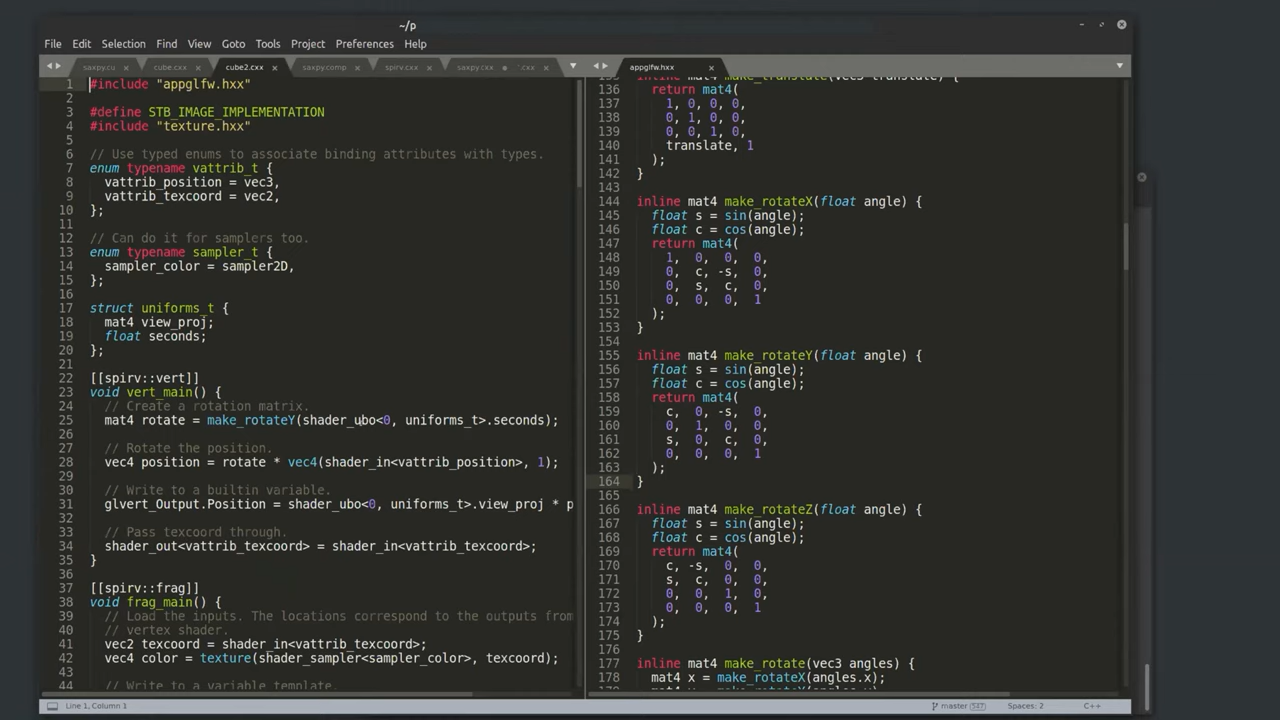 ~/p
File Edit Selection Find View Goto Tools Project Preferences Help
saxpy.cu cube.cxx cube2.cxx saxpy.comp spirv.cxx saxpy.cxx .cxx
1 #include "appglfw.hxx"
2
3 #define STB_IMAGE_IMPLEMENTATION
4 #include "texture.hxx"
5
6 // Use typed enums to associate binding attributes with types.
7 enum typename vattrib_t {
8 vattrib_position = vec3,
9 vattrib_texcoord = vec2,
10 };
11
12 // Can do it for samplers too.
13 enum typename sampler_t {
14 sampler_color = sampler2D,
15 };
16
17 struct uniforms_t {
18 mat4 view_proj;
19 float seconds;
20 };
21
22 [[spirv::vert]]
23 void vert_main() {
24 // Create a rotation matrix.
25 mat4 rotate = make_rotateY(shader_ubo<0, uniforms_t>.seconds);
26
27 // Rotate the position.
28 vec4 position = rotate * vec4(shader_in<vattrib_position>, 1);
29
30 // Write to a builtin variable.
31 glvert_Output.Position = shader_ubo<0, uniforms_t>.view_proj * p
32
33 // Pass texcoord through.
34 shader_out<vattrib_texcoord> = shader_in<vattrib_texcoord>;
35 }
36
37 [[spirv::frag]]
38 void frag_main() {
39 // Load the inputs. The locations correspond to the outputs from
40 // vertex shader.
41 vec2 texcoord = shader_in<vattrib_texcoord>;
42 vec4 color = texture(shader_sampler<sampler_color>, texcoord);
43
44 // Write to a variable template.
appglfw.hxx
135 inline mat4 make_translate(vec3 translate) {
136 return mat4(
137 1, 0, 0, 0,
138 0, 1, 0, 0,
139 0, 0, 1, 0,
140 translate, 1
141 );
142 }
143
144 inline mat4 make_rotateX(float angle) {
145 float s = sin(angle);
146 float c = cos(angle);
147 return mat4(
148 1, 0, 0, 0,
149 0, c, -s, 0,
150 0, s, c, 0,
151 0, 0, 0, 1
152 );
153 }
154
155 inline mat4 make_rotateY(float angle) {
156 float s = sin(angle);
157 float c = cos(angle);
158 return mat4(
159 c, 0, -s, 0,
160 0, 1, 0, 0,
161 s, 0, c, 0,
162 0, 0, 0, 1
163 );
164 }
165
166 inline mat4 make_rotateZ(float angle) {
167 float s = sin(angle);
168 float c = cos(angle);
169 return mat4(
170 c, -s, 0, 0,
171 s, c, 0, 0,
172 0, 0, 1, 0,
173 0, 0, 0, 1
174 );
175 }
176
177 inline mat4 make_rotate(vec3 angles) {
178 mat4 x = make_rotateX(angles.x);
Line 1, Column 1
master 547 Spaces: 2 C++